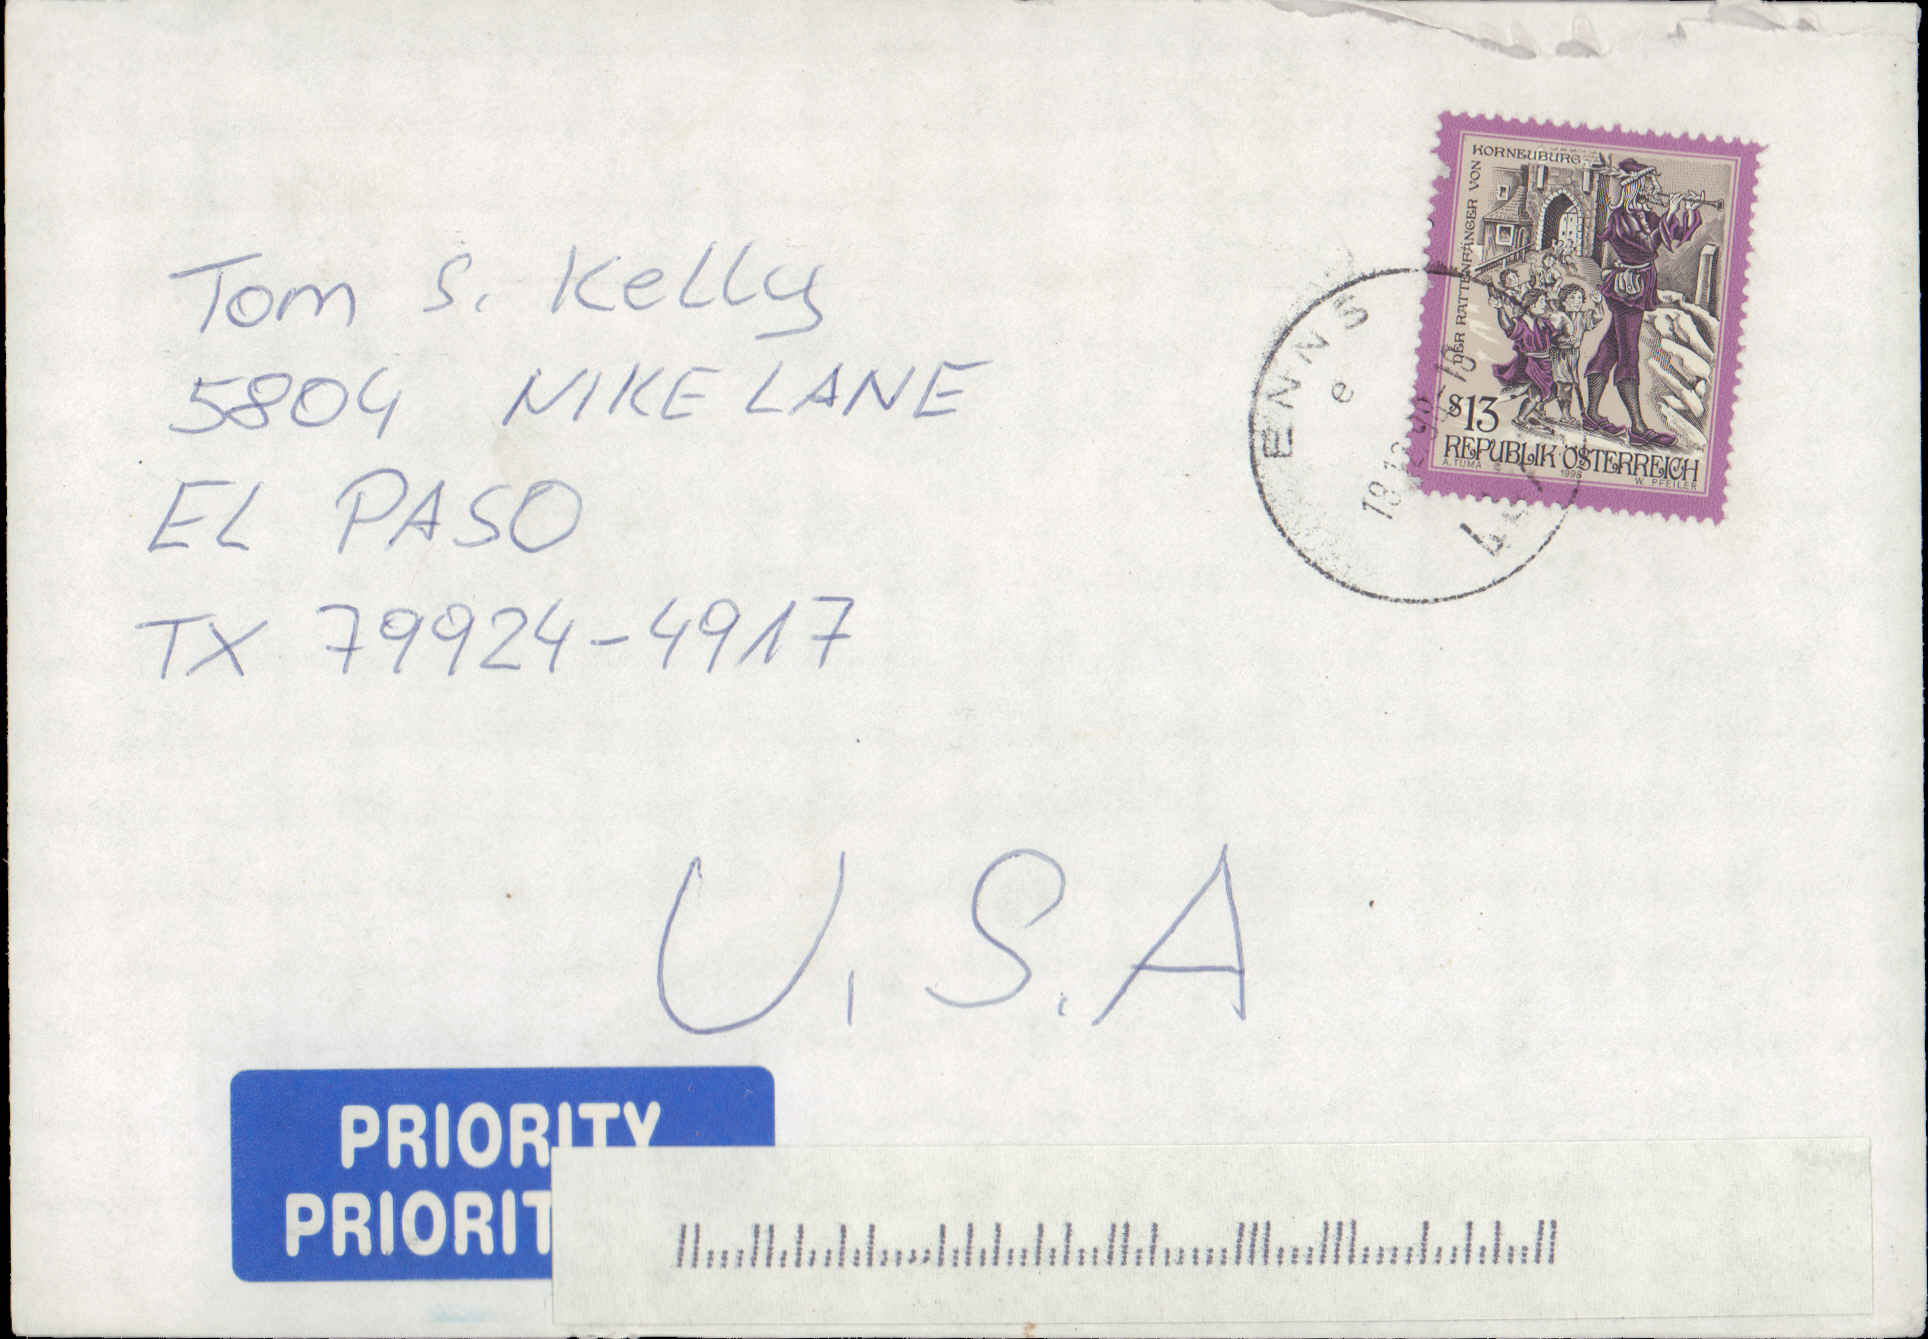 Tom S. Kelly
5804 NIKE LANE
EL PASO
TX 79924-4917
U.S.A
KORNEUBURG
DER RATTENFÄNGER VON
S13
REPUBLIK ÖSTERREICH
A. TUMA 1995 W. PFEILER
ENNS
e
PRIORITY
PRIORIT